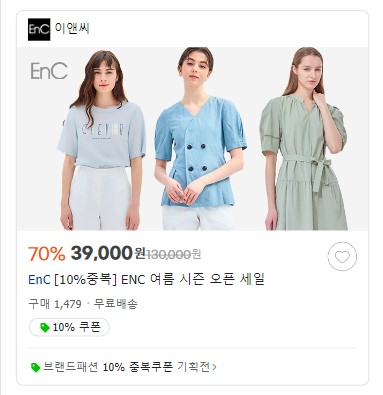 EnC 이앤씨
EnC
70% 39,000원 130,000원
EnC [10%중복] ENC 여름 시즌 오픈 세일
구매 1,479 · 무료배송
10% 쿠폰
브랜드패션 10% 중복쿠폰 기획전>